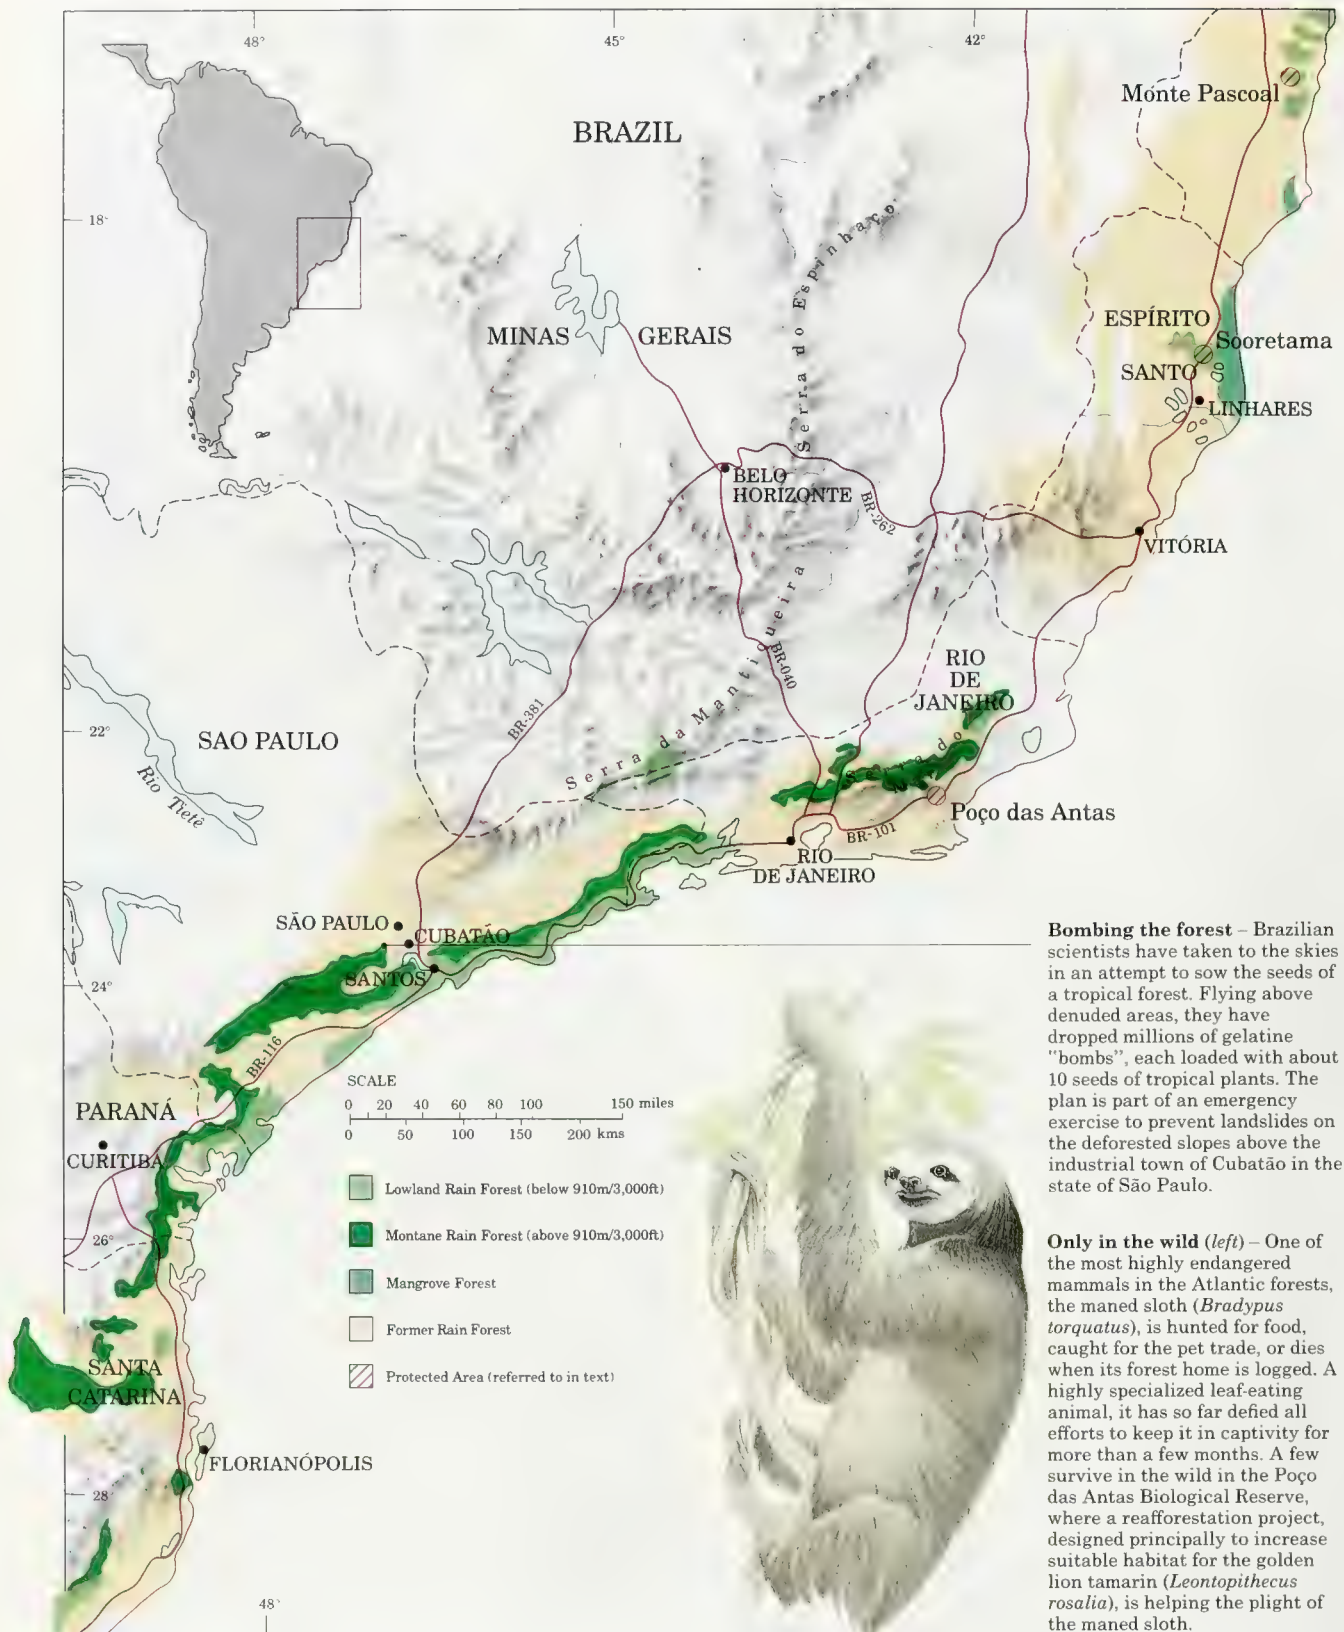 48°
45°
42°
Monte Pascoal
BRAZIL
18°
Serra do Espinhaço
MINAS GERAIS
ESPÍRITO
SANTO
Sooretama
LINHARES
BELO
HORIZONTE
BR-262
VITÓRIA
BR-381
BR-040
Serra da Mantiqueira
RIO
DE
JANEIRO
22°
SAO PAULO
Rio Tietê
Serra do
Poço das Antas
BR-101
RIO
DE JANEIRO
SÃO PAULO
CUBATÃO
SANTOS
24°
BR-116
PARANÁ
CURITIBA
26°
SANTA
CATARINA
FLORIANÓPOLIS
28°
48°
SCALE
0 20 40 60 80 100 150 miles
0 50 100 150 200 kms
Lowland Rain Forest (below 910m/3,000ft)
Montane Rain Forest (above 910m/3,000ft)
Mangrove Forest
Former Rain Forest
Protected Area (referred to in text)
Bombing the forest – Brazilian
scientists have taken to the skies
in an attempt to sow the seeds of
a tropical forest. Flying above
denuded areas, they have
dropped millions of gelatine
"bombs", each loaded with about
10 seeds of tropical plants. The
plan is part of an emergency
exercise to prevent landslides on
the deforested slopes above the
industrial town of Cubatão in the
state of São Paulo.
Only in the wild (left) – One of
the most highly endangered
mammals in the Atlantic forests,
the maned sloth (Bradypus
torquatus), is hunted for food,
caught for the pet trade, or dies
when its forest home is logged. A
highly specialized leaf-eating
animal, it has so far defied all
efforts to keep it in captivity for
more than a few months. A few
survive in the wild in the Poço
das Antas Biological Reserve,
where a reafforestation project,
designed principally to increase
suitable habitat for the golden
lion tamarin (Leontopithecus
rosalia), is helping the plight of
the maned sloth.